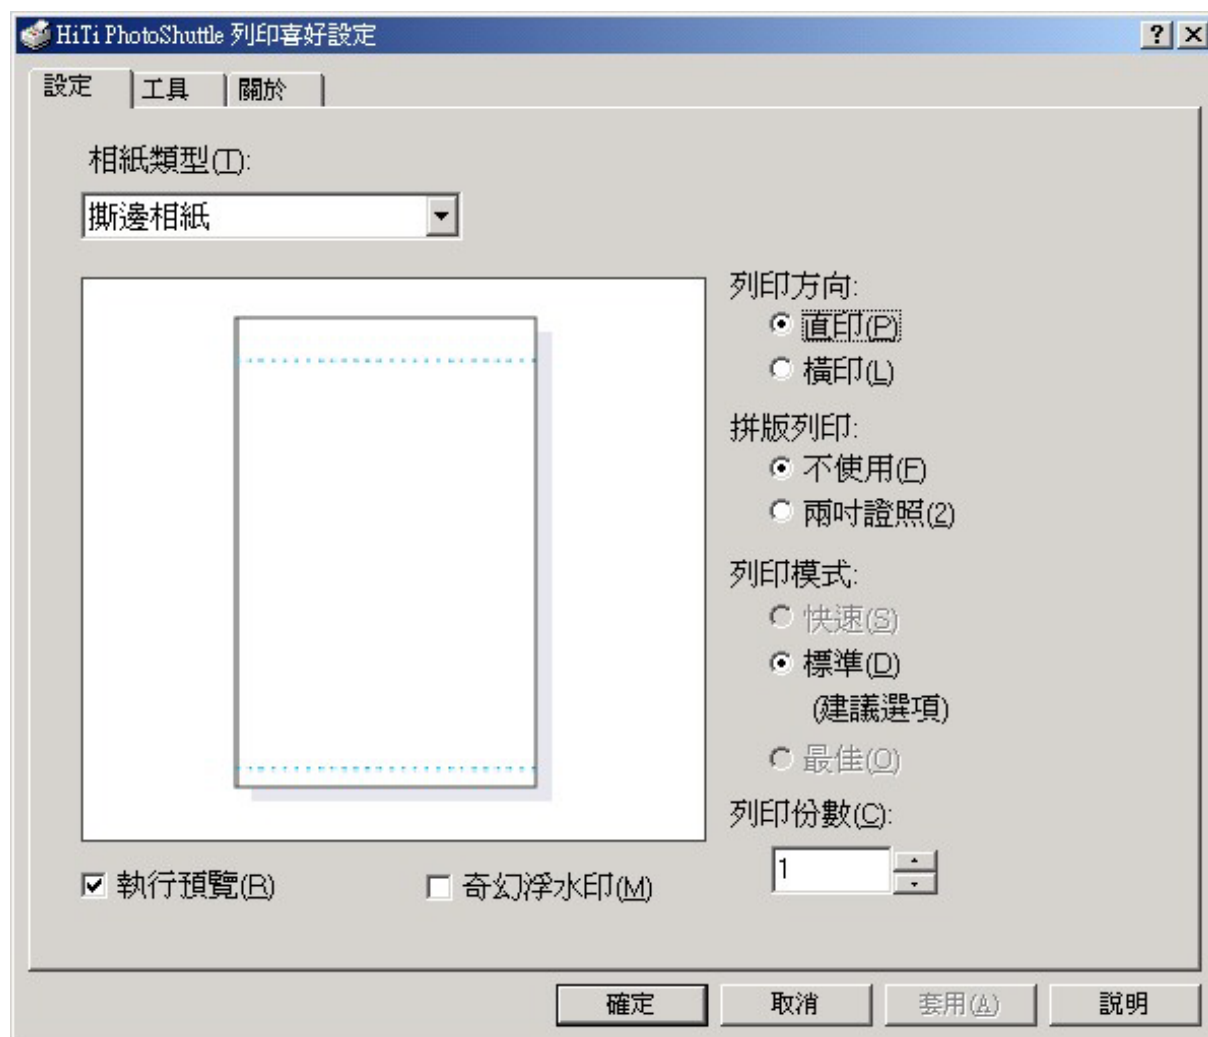 HiTi PhotoShuttle 列印喜好設定
設定 工具 關於
相紙類型(T):
撕邊相紙
列印方向:
直印(P)
橫印(L)
拼版列印:
不使用(F)
兩吋證照(2)
列印模式:
快速(S)
標準(D)
(建議選項)
最佳(O)
列印份數(C):
1
執行預覽(R)
奇幻浮水印(M)
確定 取消 套用(A) 說明